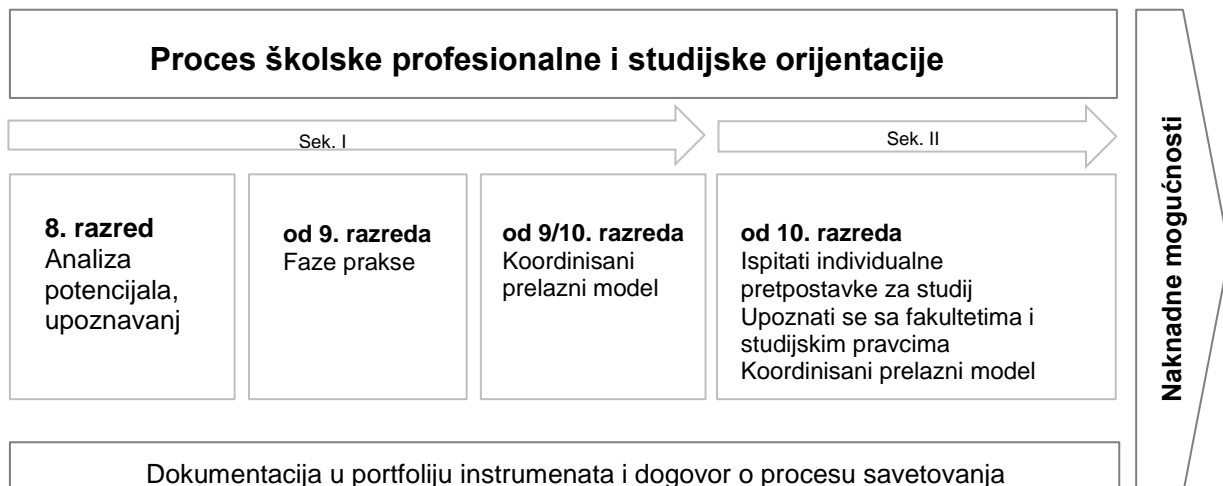 Proces školske profesionalne i studijske orijentacije
Sek. I
Sek. II
8. razred
Analiza
potencijala,
upoznavanj
od 9. razreda
Faze prakse
od 9/10. razreda
Koordinisani
prelazni model
od 10. razreda
Ispitati individualne
pretpostavke za studij
Upoznati se sa fakultetima i
studijskim pravcima
Koordinisani prelazni model
Naknadne mogućnosti
Dokumentacija u portfoliju instrumenata i dogovor o procesu savetovanja